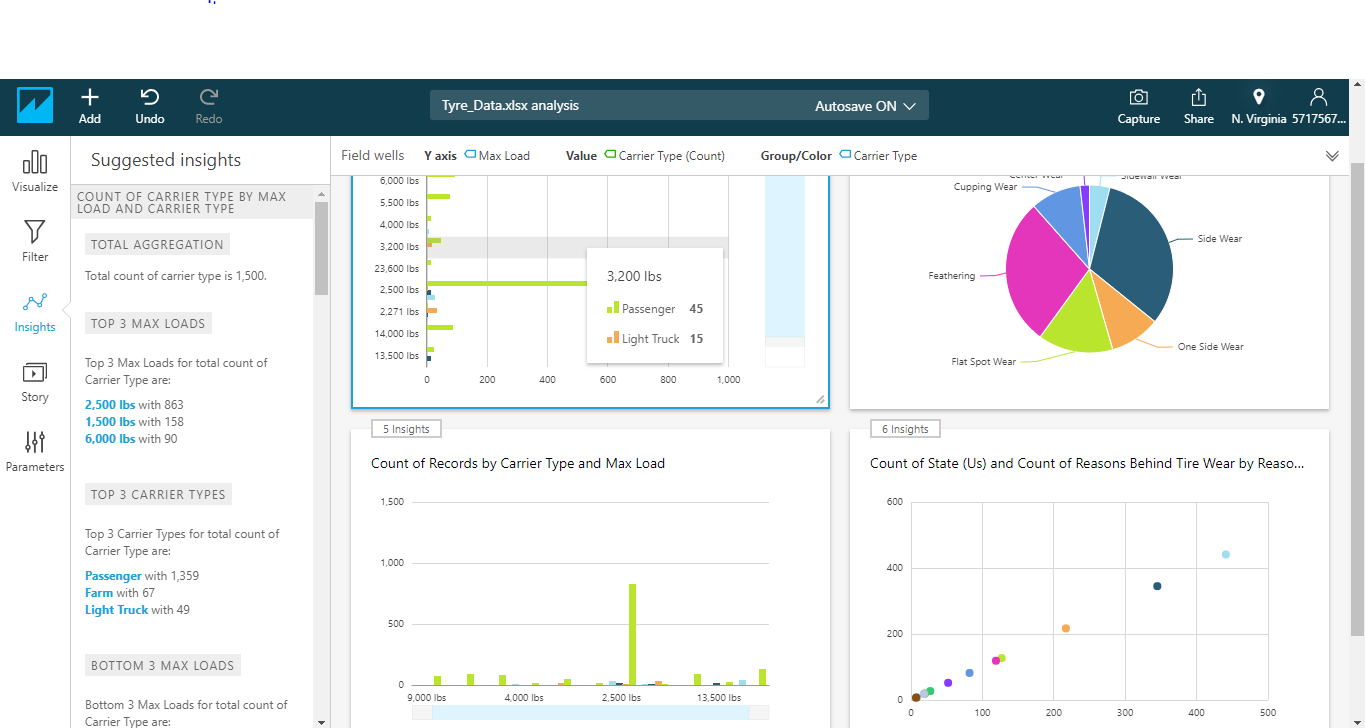 Add
Undo
Redo
Tyre_Data.xlsx analysis
Autosave ON
Capture
Share
N. Virginia
5717567...
Visualize
Filter
Insights
Story
Parameters
Suggested insights
COUNT OF CARRIER TYPE BY MAX
LOAD AND CARRIER TYPE
TOTAL AGGREGATION
Total count of carrier type is 1,500.
TOP 3 MAX LOADS
Top 3 Max Loads for total count of
Carrier Type are:
2,500 lbs with 863
1,500 lbs with 158
6,000 lbs with 90
TOP 3 CARRIER TYPES
Top 3 Carrier Types for total count of
Carrier Type are:
Passenger with 1,359
Farm with 67
Light Truck with 49
BOTTOM 3 MAX LOADS
Bottom 3 Max Loads for total count of
Carrier Type are:
Field wells
Y axis Max Load
Value Carrier Type (Count)
Group/Color Carrier Type
6,000 lbs
5,500 lbs
4,000 lbs
3,200 lbs
23,600 lbs
2,500 lbs
2,271 lbs
14,000 lbs
13,500 lbs
0 200 400 600 800 1,000
3,200 lbs
Passenger 45
Light Truck 15
Center Wear
Sidewall Wear
Cupping Wear
Side Wear
Feathering
One Side Wear
Flat Spot Wear
5 Insights
Count of Records by Carrier Type and Max Load
1,500
1,000
500
0
9,000 lbs 4,000 lbs 2,500 lbs 13,500 lbs
6 Insights
Count of State (Us) and Count of Reasons Behind Tire Wear by Reaso...
600
400
200
0
0 100 200 300 400 500